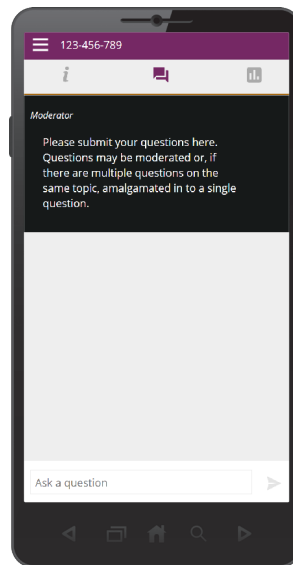 123-456-789
i
Moderator
Please submit your questions here.
Questions may be moderated or, if
there are multiple questions on the
same topic, amalgamated in to a single
question.
Ask a question